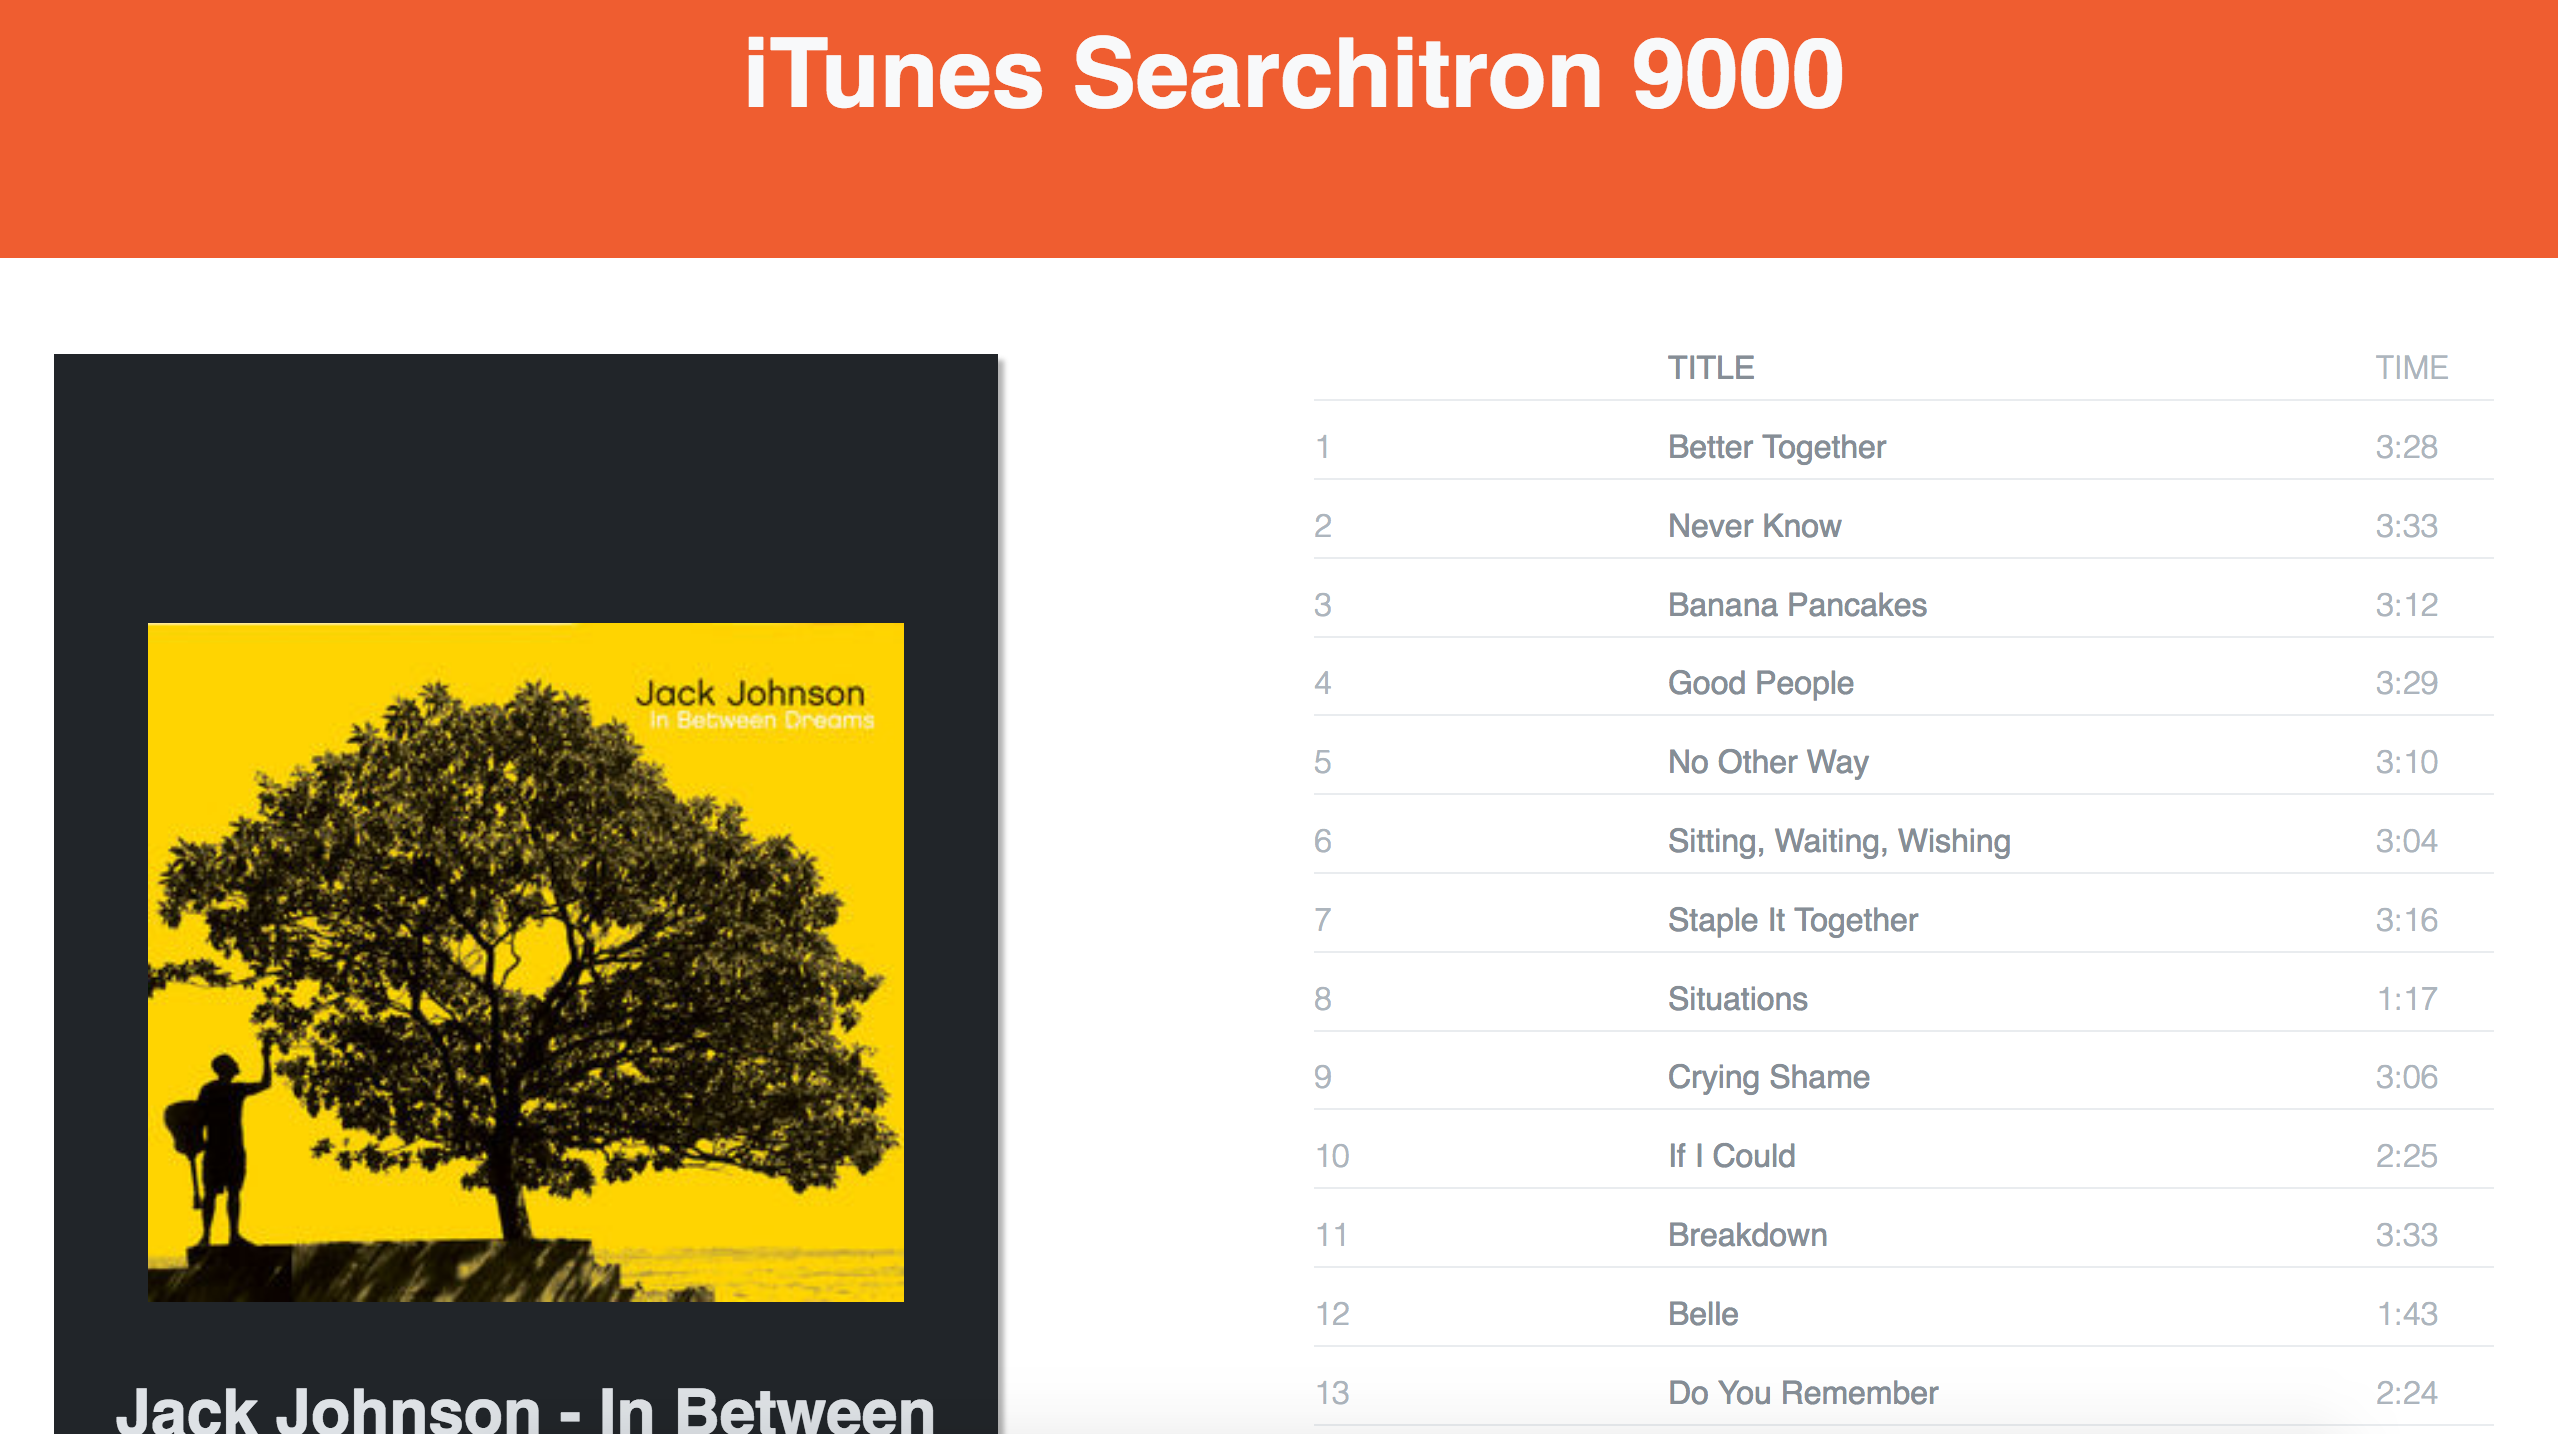 iTunes Searchitron 9000
Jack Johnson
In Between Dreams
Jack Johnson - In Between
TITLE TIME
1 Better Together 3:28
2 Never Know 3:33
3 Banana Pancakes 3:12
4 Good People 3:29
5 No Other Way 3:10
6 Sitting, Waiting, Wishing 3:04
7 Staple It Together 3:16
8 Situations 1:17
9 Crying Shame 3:06
10 If I Could 2:25
11 Breakdown 3:33
12 Belle 1:43
13 Do You Remember 2:24